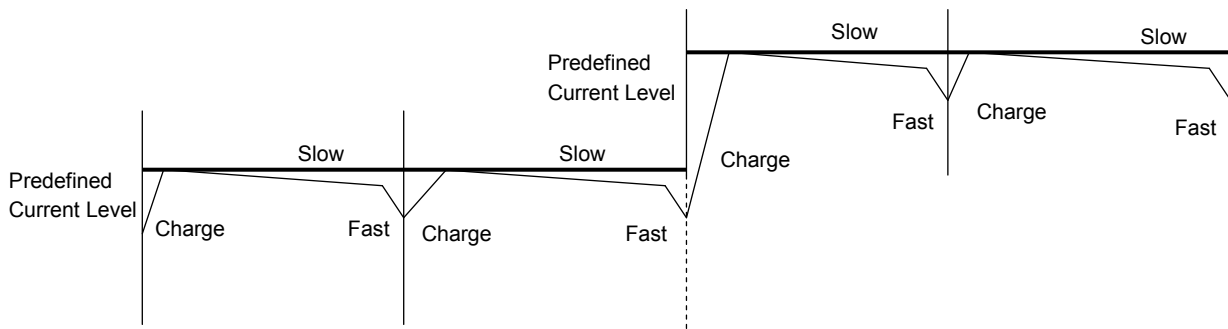 Slow
Slow
Predefined
Current Level
Fast
Charge
Fast
Charge
Slow
Slow
Predefined
Current Level
Charge
Fast
Charge
Fast